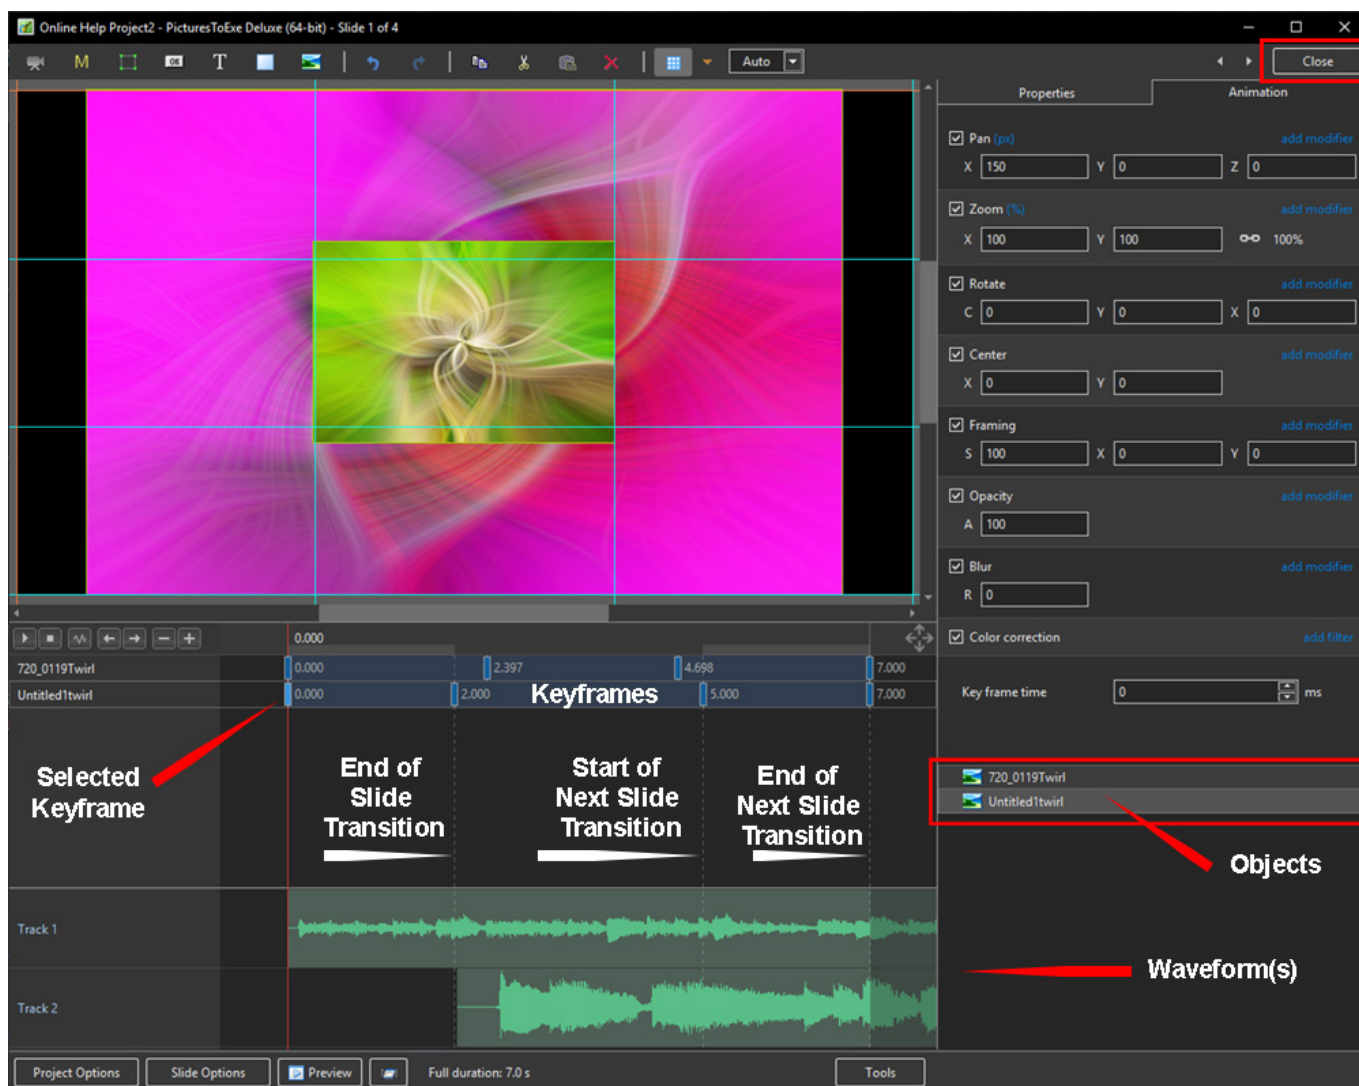 Online Help Project2 - PicturesToExe Deluxe (64-bit) - Slide 1 of 4
M OK T Auto Close
Properties Animation
Pan (px) add modifier
X 150 Y 0 Z 0
Zoom (%) add modifier
X 100 Y 100 100%
Rotate add modifier
C 0 Y 0 X 0
Center add modifier
X 0 Y 0
Framing add modifier
S 100 X 0 Y 0
Opacity add modifier
A 100
Blur add modifier
R 0
Color correction add filter
Key frame time 0 ms
720_0119Twirl
Untitled1twirl
Objects
Waveform(s)
0.000
720_0119Twirl 0.000 2.397 4.698 7.000
Untitled1twirl 0.000 2.000 Keyframes 5.000 7.000
Selected
Keyframe
End of
Slide
Transition
Start of
Next Slide
Transition
End of
Next Slide
Transition
Track 1
Track 2
Project Options Slide Options Preview Full duration: 7.0 s Tools